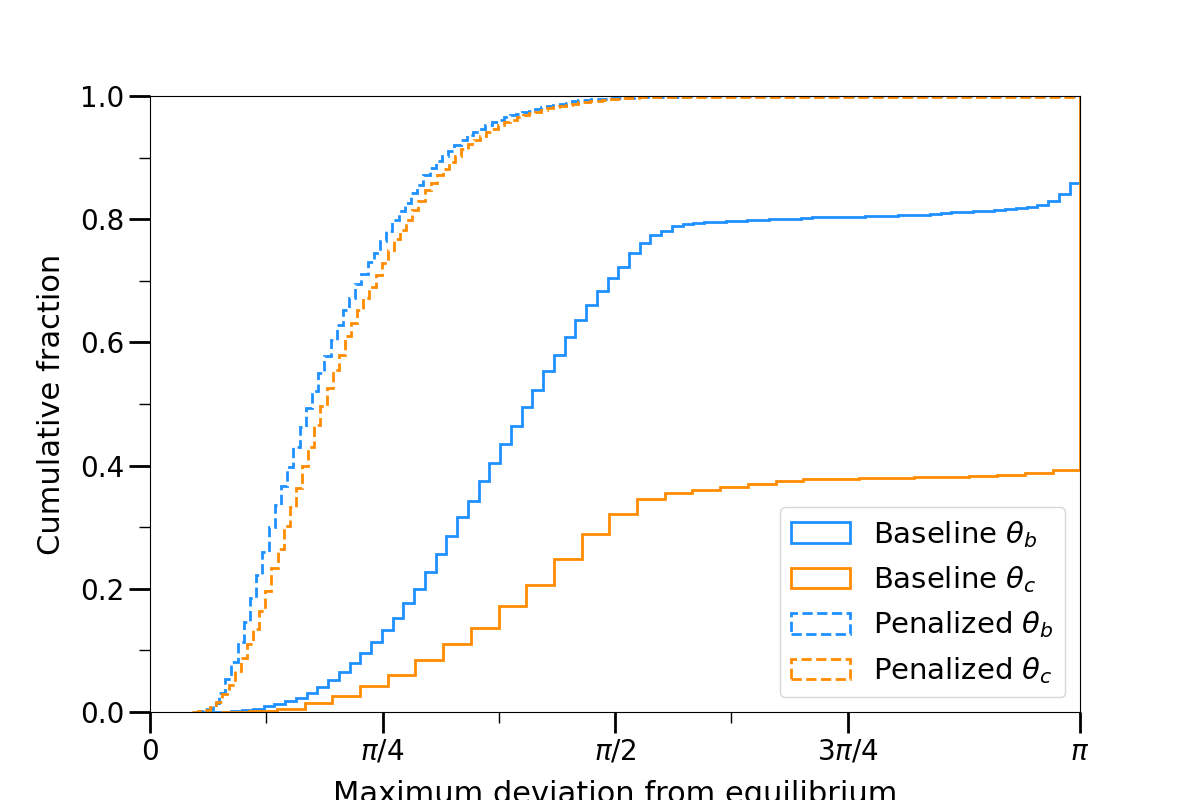 1.0
0.8
0.6
0.4
0.2
0.0
Cumulative fraction
Baseline θb
Baseline θc
Penalized θb
Penalized θc
0 π/4 π/2 3π/4 π
Maximum deviation from equilibrium